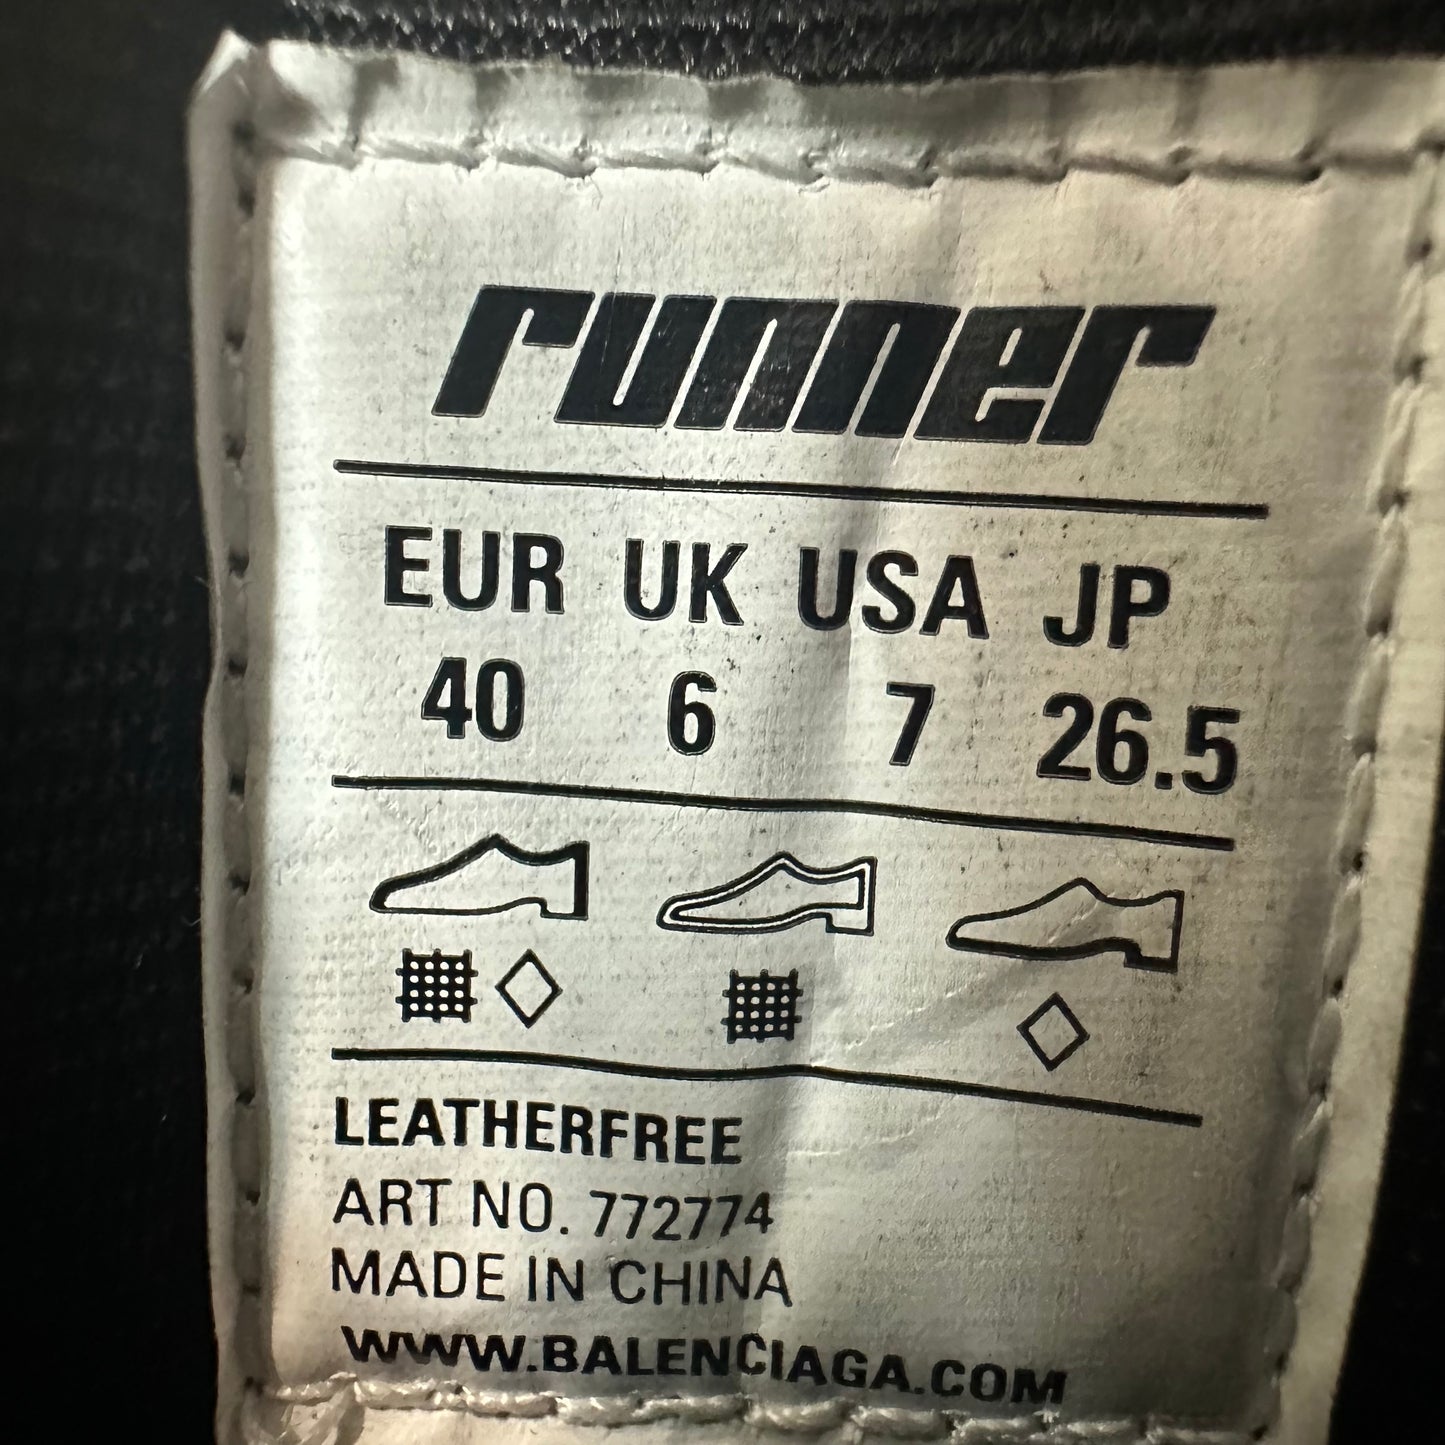 runner
EUR UK USA JP
40 6 7 26.5
LEATHERFREE
ART NO. 772774
MADE IN CHINA
WWW.BALENCIAGA.COM